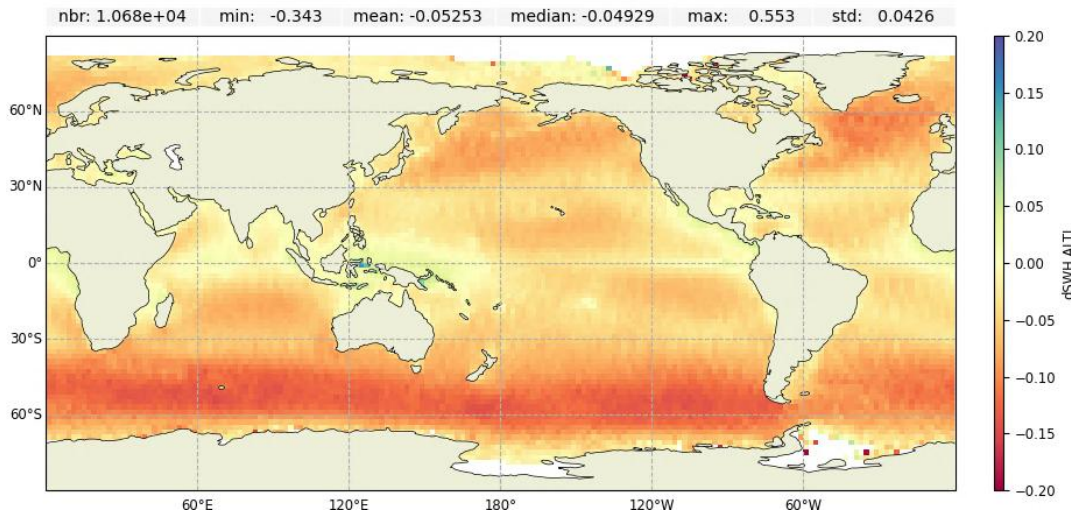 nbr: 1.068e+04 min: -0.343 mean: -0.05253 median: -0.04929 max: 0.553 std: 0.0426
60°N
30°N
0°
30°S
60°S
60°E 120°E 180° 120°W 60°W
0.20
0.15
0.10
0.05
0.00
−0.05
−0.10
−0.15
−0.20
dSWH ALTI